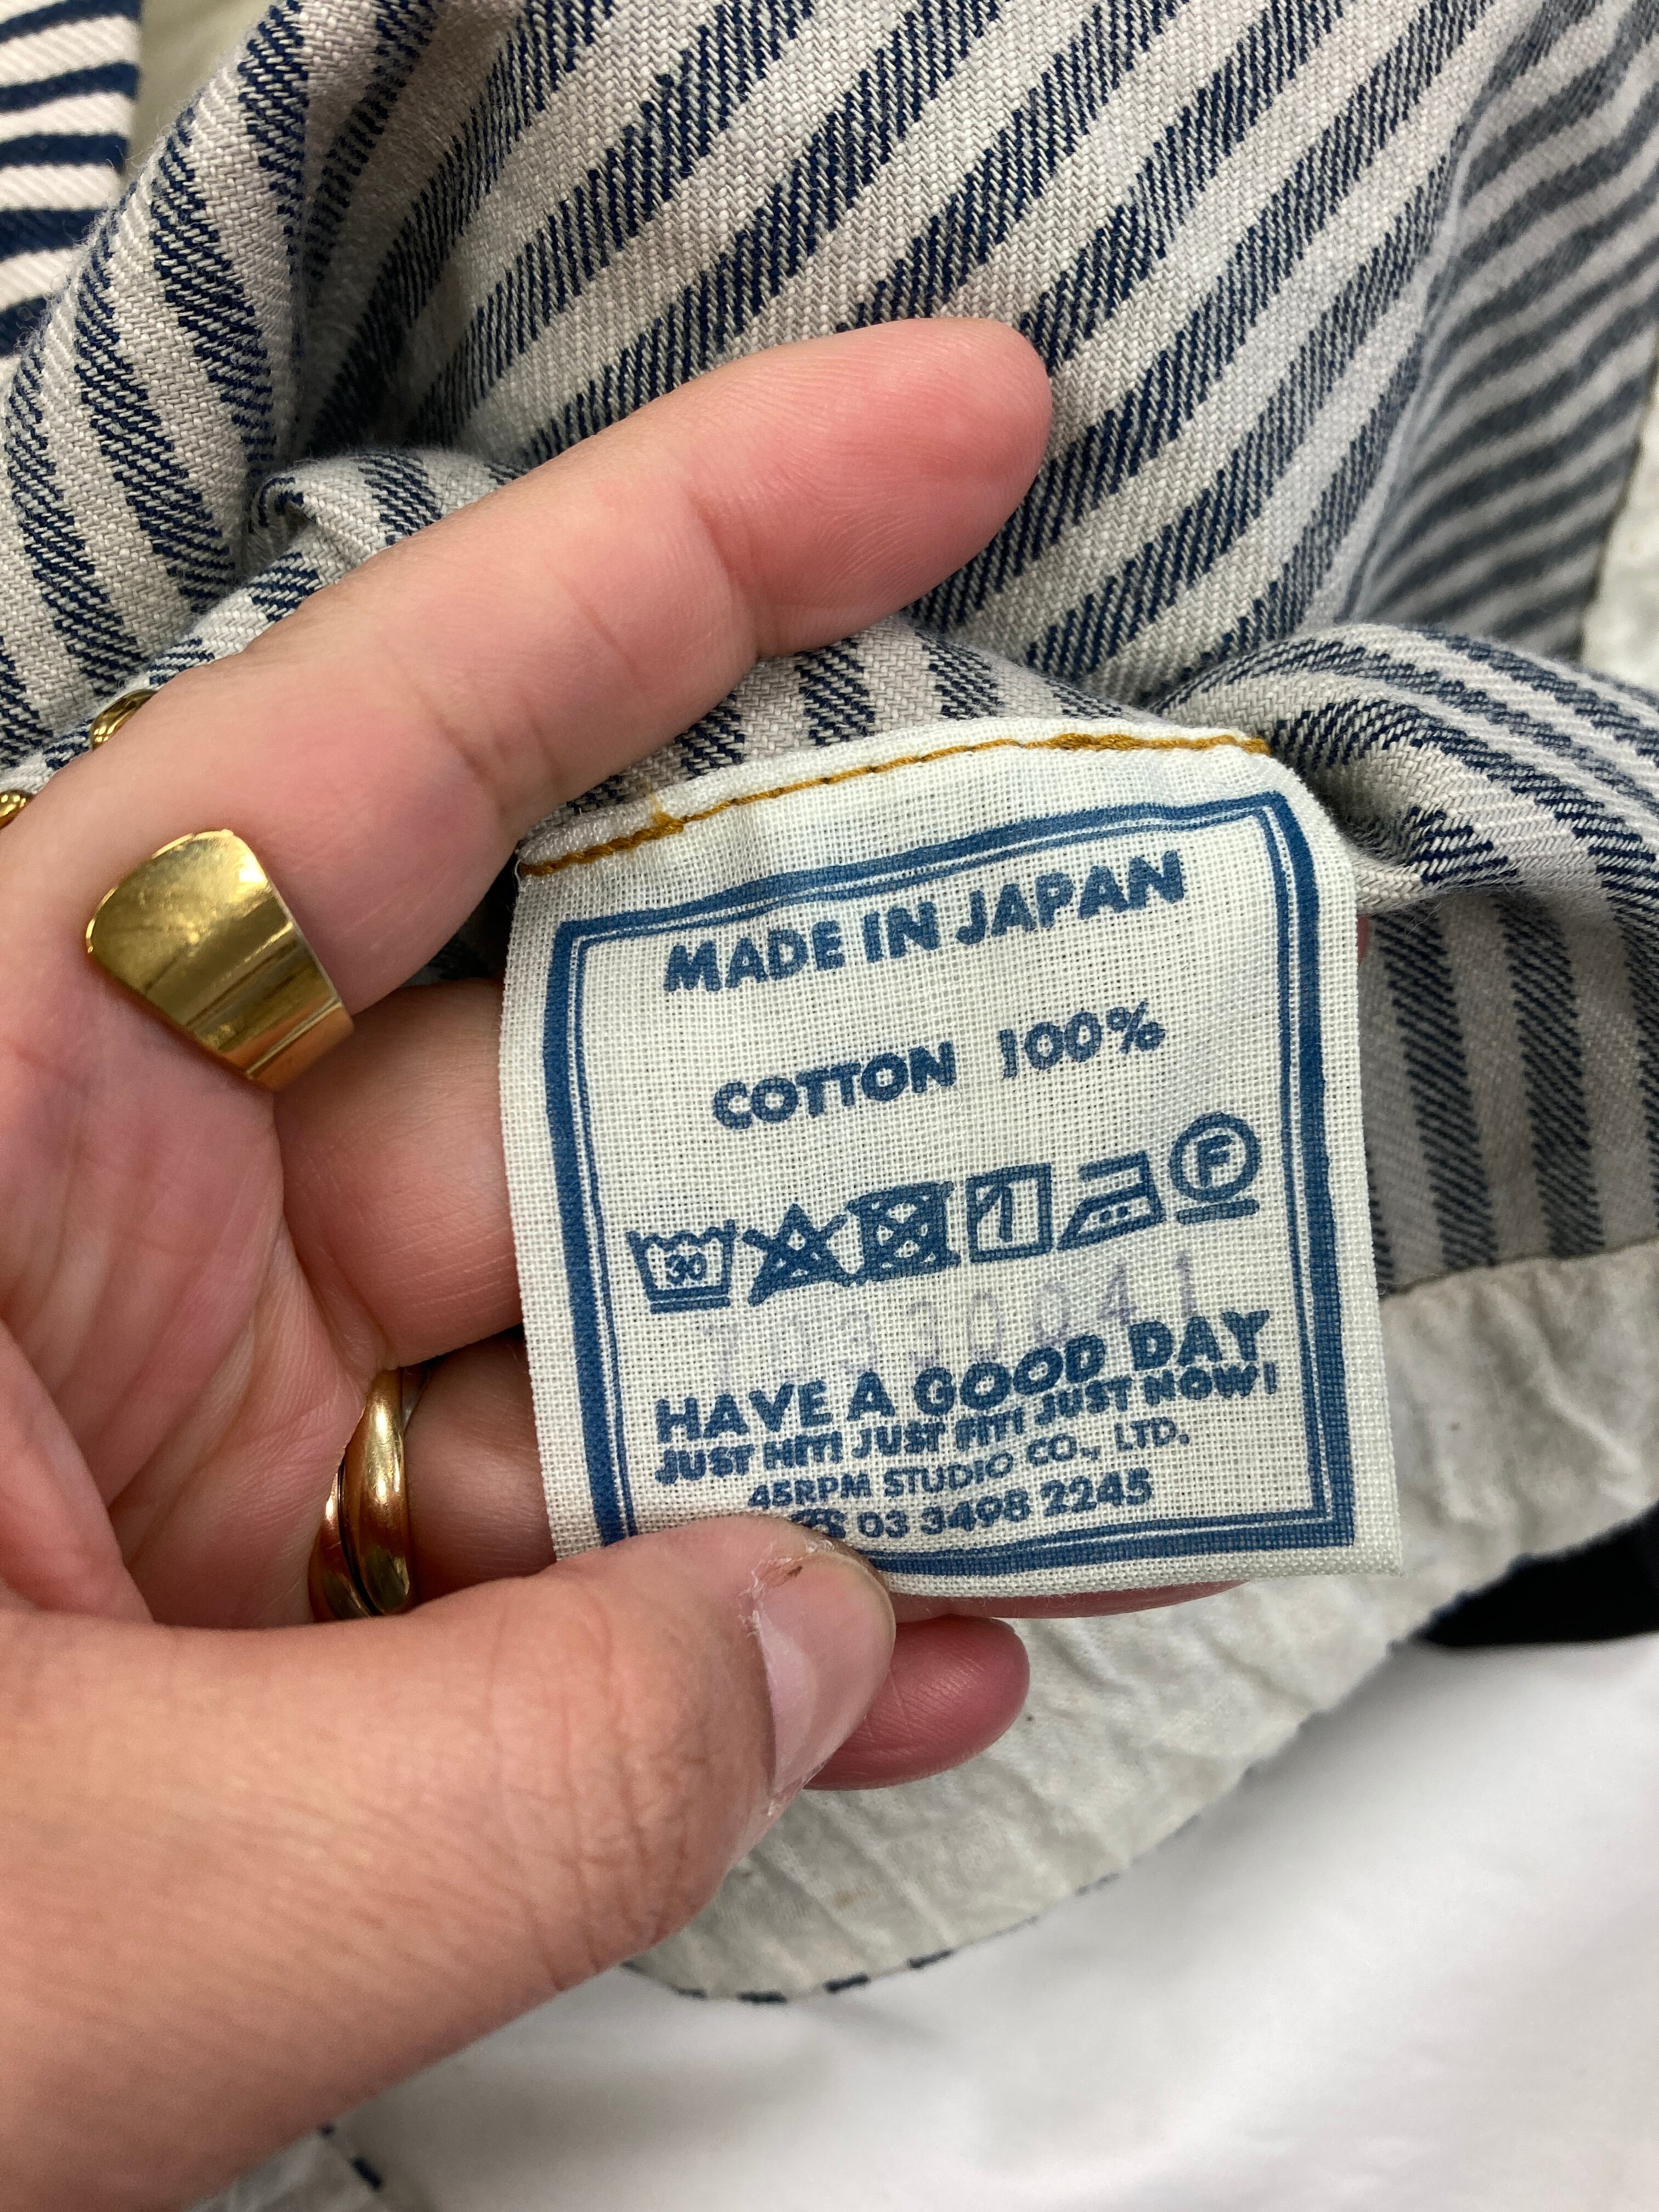 MADE IN JAPAN
COTTON 100%
30
F
HAVE A GOOD DAY
JUST HIT! JUST FIT! JUST NOW!
45RPM STUDIO CO., LTD.
03 3498 2245